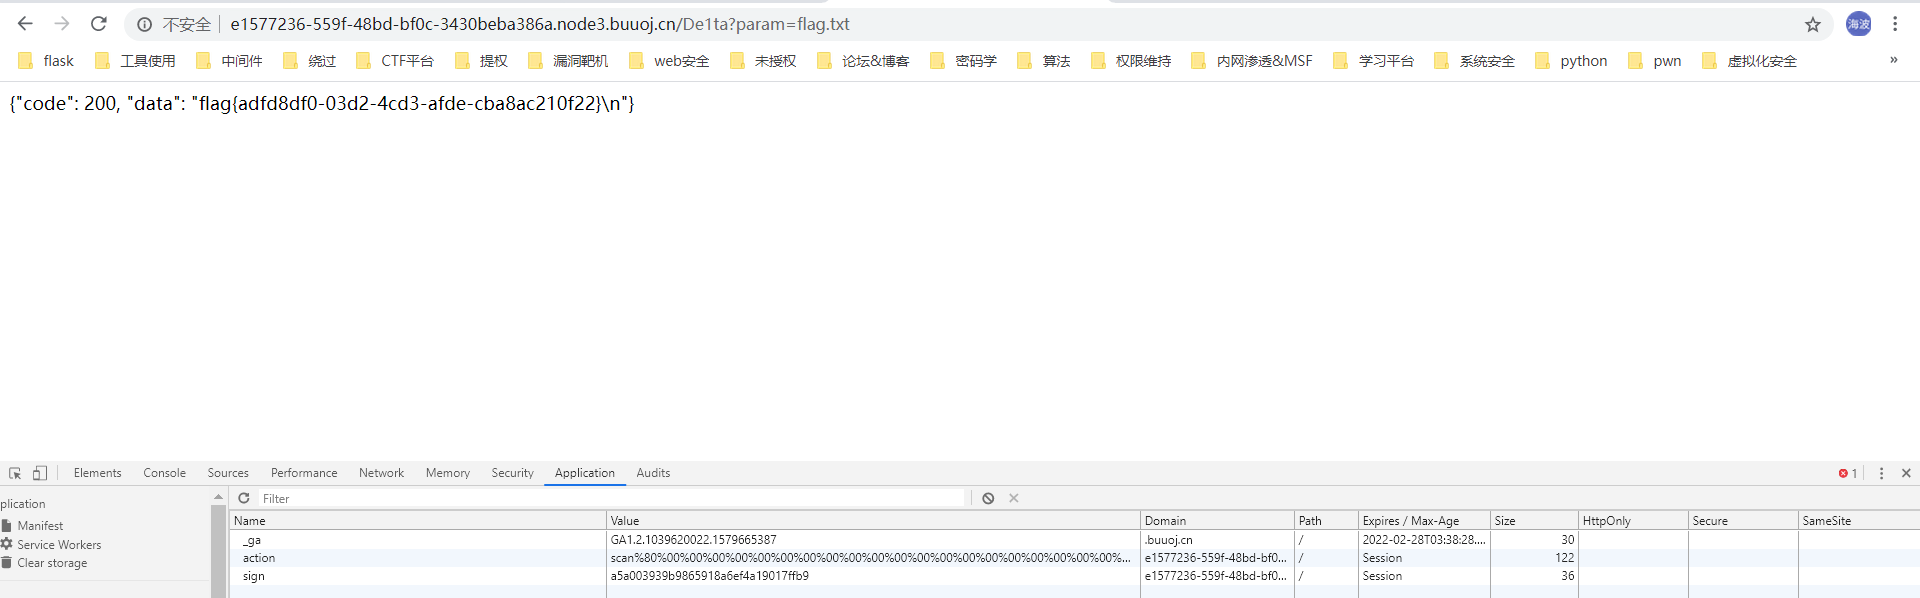 不安全 e1577236-559f-48bd-bf0c-3430beba386a.node3.buuoj.cn/De1ta?param=flag.txt 海波
flask 工具使用 中间件 绕过 CTF平台 提权 漏洞靶机 web安全 未授权 论坛&博客 密码学 算法 权限维持 内网渗透&MSF 学习平台 系统安全 python pwn 虚拟化安全 »
{"code": 200, "data": "flag{adfd8df0-03d2-4cd3-afde-cba8ac210f22}\n"}
Elements Console Sources Performance Network Memory Security Application Audits 1
plication Filter
Name Value Domain Path Expires / Max-Age Size HttpOnly Secure SameSite
Manifest
_ga GA1.2.1039620022.1579665387 .buuoj.cn / 2022-02-28T03:38:28.... 30
Service Workers
action scan%80%00%00%00%00%00%00%00%00%00%00%00%00%00%00%00%00%00%00%00%00%00... e1577236-559f-48bd-bf0... / Session 122
Clear storage
sign a5a003939b9865918a6ef4a19017ffb9 e1577236-559f-48bd-bf0... / Session 36